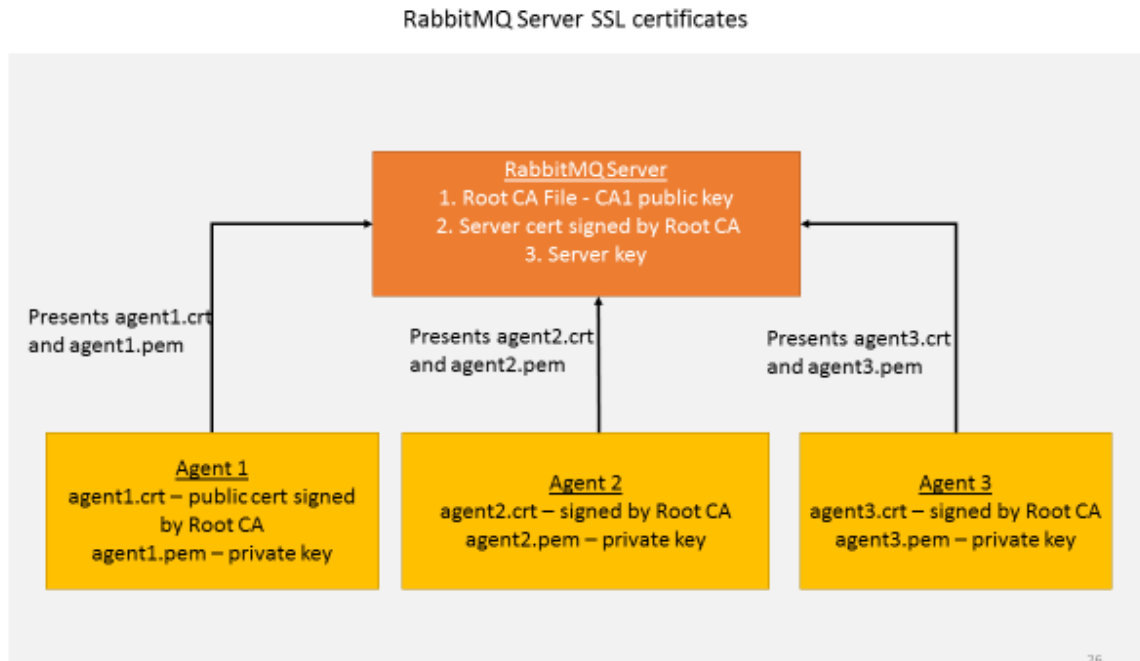 RabbitMQ Server SSL certificates
RabbitMQ Server
1. Root CA File - CA1 public key
2. Server cert signed by Root CA
3. Server key
Presents agent1.crt
and agent1.pem
Presents agent2.crt
and agent2.pem
Presents agent3.crt
and agent3.pem
Agent 1
agent1.crt – public cert signed
by Root CA
agent1.pem – private key
Agent 2
agent2.crt – signed by Root CA
agent2.pem – private key
Agent 3
agent3.crt – signed by Root CA
agent3.pem – private key